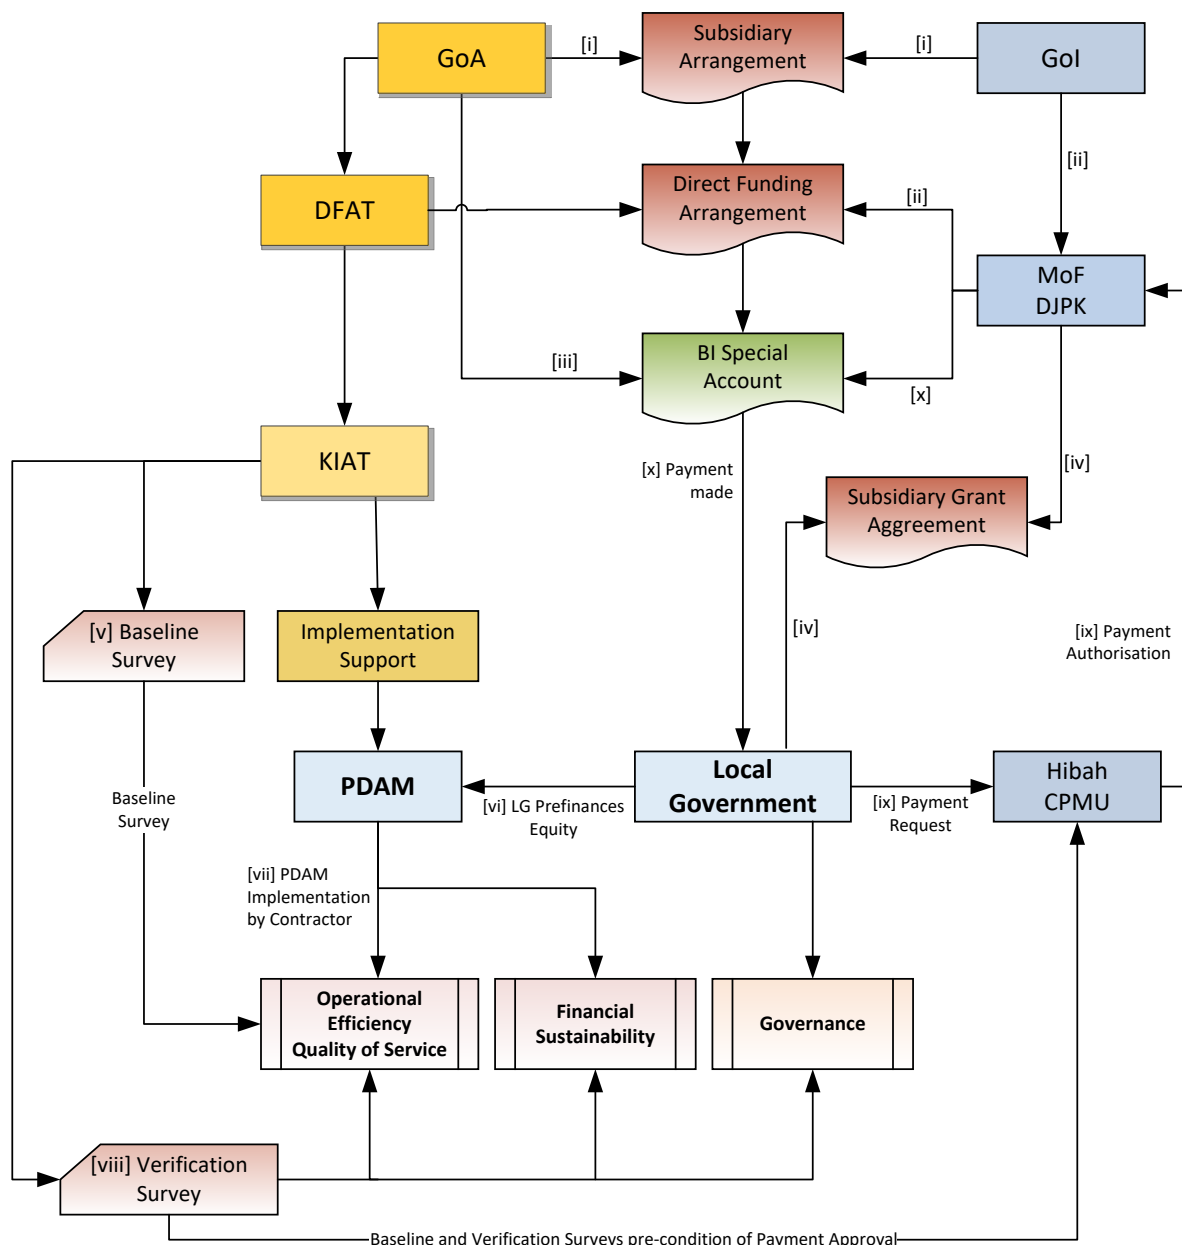 GoA
[i]
Subsidiary
Arrangement
[i]
GoI
[ii]
DFAT
Direct Funding
Arrangement
[ii]
MoF
DJPK
[iii]
BI Special
Account
[x]
KIAT
[x] Payment
made
[iv]
Subsidiary Grant
Aggreement
[v] Baseline
Survey
Implementation
Support
[iv]
[ix] Payment
Authorisation
Baseline
Survey
PDAM
[vi] LG Prefinances
Equity
Local
Government
[ix] Payment
Request
Hibah
CPMU
[vii] PDAM
Implementation
by Contractor
Operational
Efficiency
Quality of Service
Financial
Sustainability
Governance
[viii] Verification
Survey
Baseline and Verification Surveys pre-condition of Payment Approval